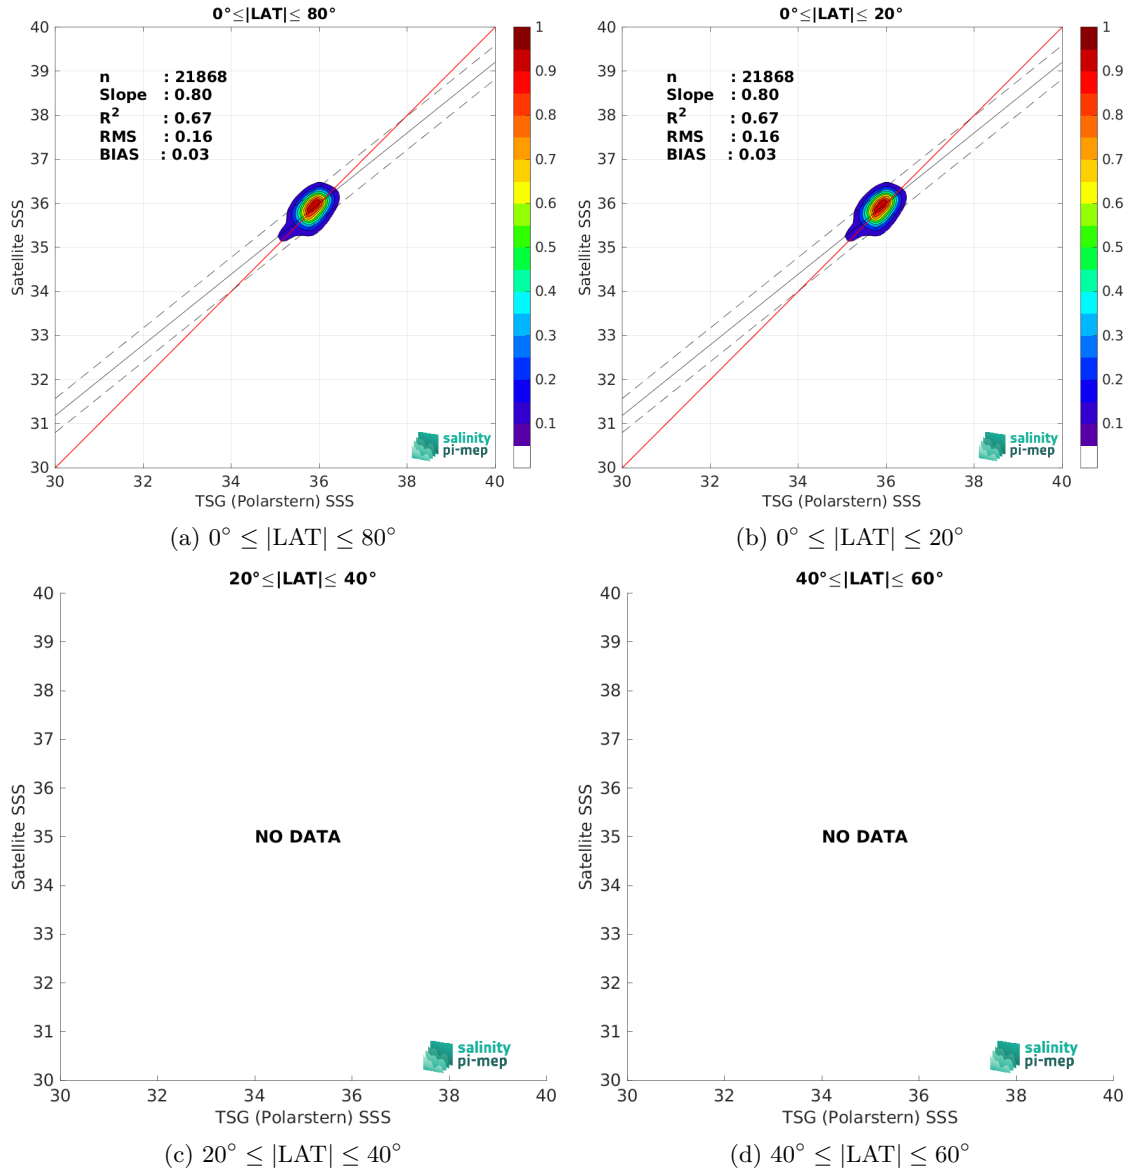 0°≤|LAT|≤ 80°
40
39
38
37
36
35
34
33
32
31
30
Satellite SSS
n : 21868
Slope : 0.80
R² : 0.67
RMS : 0.16
BIAS : 0.03
salinity
pi-mep
30 32 34 36 38 40
TSG (Polarstern) SSS
1
0.9
0.8
0.7
0.6
0.5
0.4
0.3
0.2
0.1
(a) 0° ≤ |LAT| ≤ 80°
0°≤|LAT|≤ 20°
40
39
38
37
36
35
34
33
32
31
30
Satellite SSS
n : 21868
Slope : 0.80
R² : 0.67
RMS : 0.16
BIAS : 0.03
salinity
pi-mep
30 32 34 36 38 40
TSG (Polarstern) SSS
1
0.9
0.8
0.7
0.6
0.5
0.4
0.3
0.2
0.1
(b) 0° ≤ |LAT| ≤ 20°
20°≤|LAT|≤ 40°
40
39
38
37
36
35
34
33
32
31
30
Satellite SSS
NO DATA
salinity
pi-mep
30 32 34 36 38 40
TSG (Polarstern) SSS
(c) 20° ≤ |LAT| ≤ 40°
40°≤|LAT|≤ 60°
40
39
38
37
36
35
34
33
32
31
30
Satellite SSS
NO DATA
salinity
pi-mep
30 32 34 36 38 40
TSG (Polarstern) SSS
(d) 40° ≤ |LAT| ≤ 60°